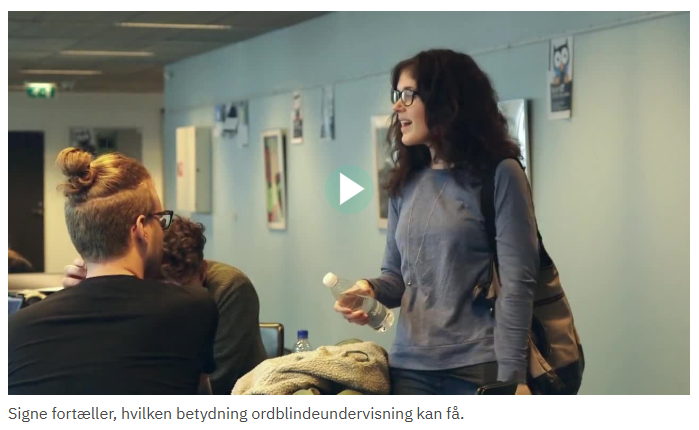 Signe fortæller, hvilken betydning ordblindeundervisning kan få.